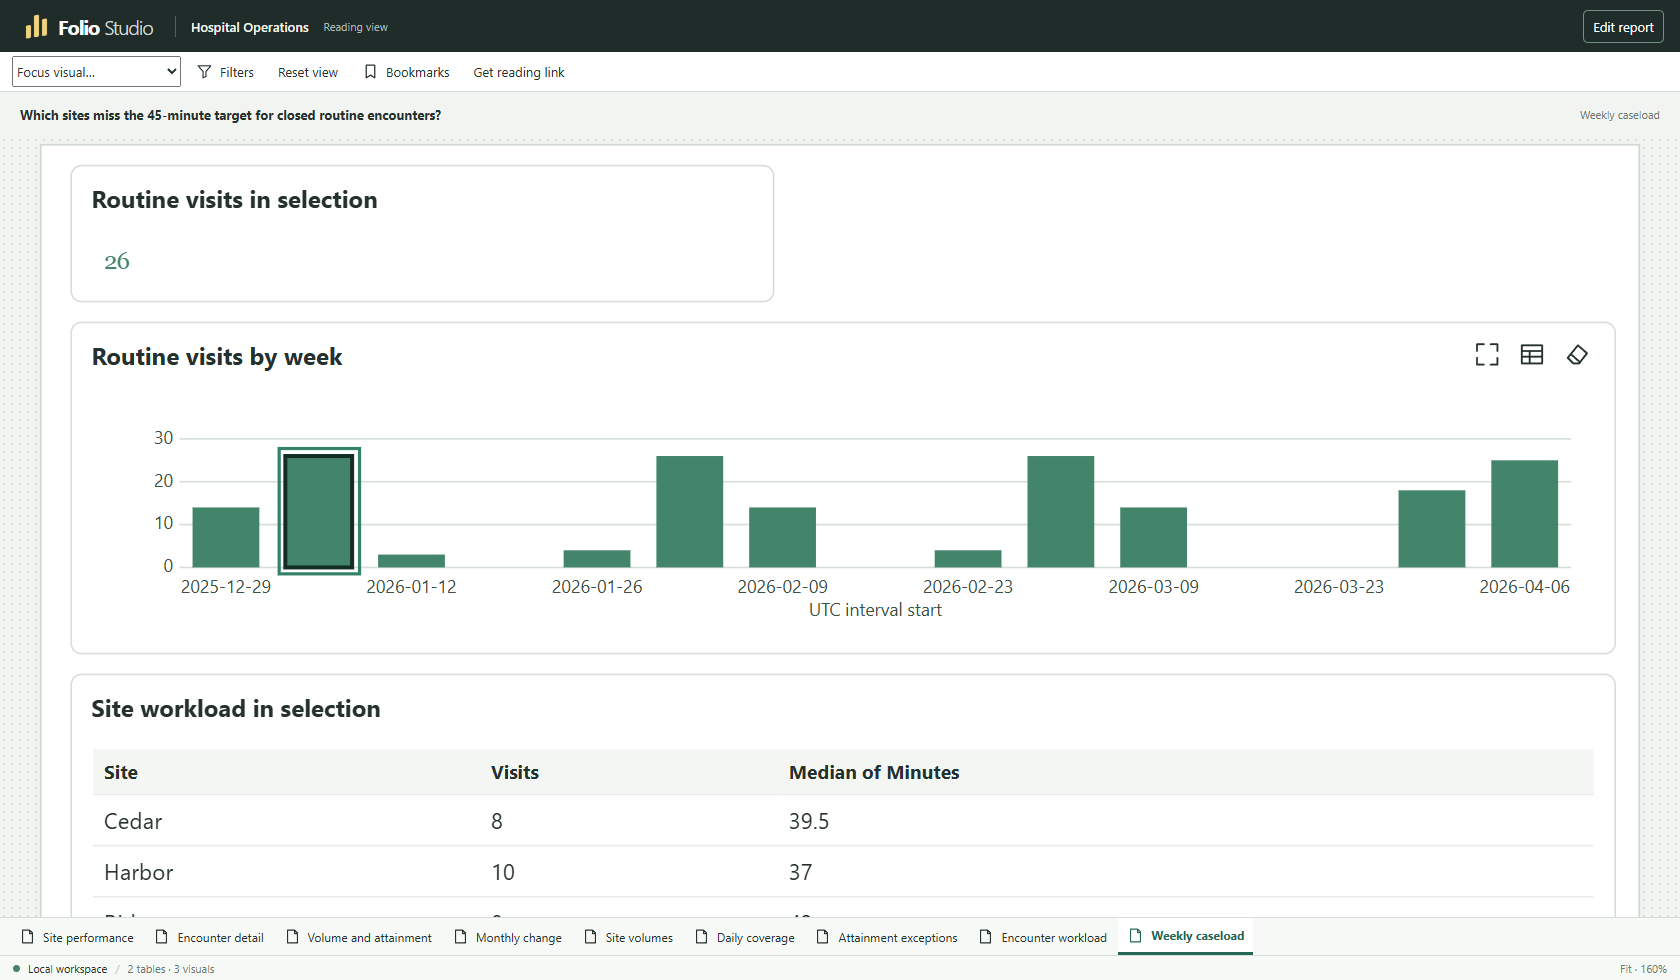 Folio Studio Hospital Operations Reading view Edit report
Focus visual... Filters Reset view Bookmarks Get reading link
Which sites miss the 45-minute target for closed routine encounters? Weekly caseload
Routine visits in selection
26
Routine visits by week
30
20
10
0
2025-12-29 2026-01-12 2026-01-26 2026-02-09 2026-02-23 2026-03-09 2026-03-23 2026-04-06
UTC interval start
Site workload in selection
Site Visits Median of Minutes
Cedar 8 39.5
Harbor 10 37
Site performance Encounter detail Volume and attainment Monthly change Site volumes Daily coverage Attainment exceptions Encounter workload Weekly caseload
Local workspace / 2 tables · 3 visuals Fit · 160%